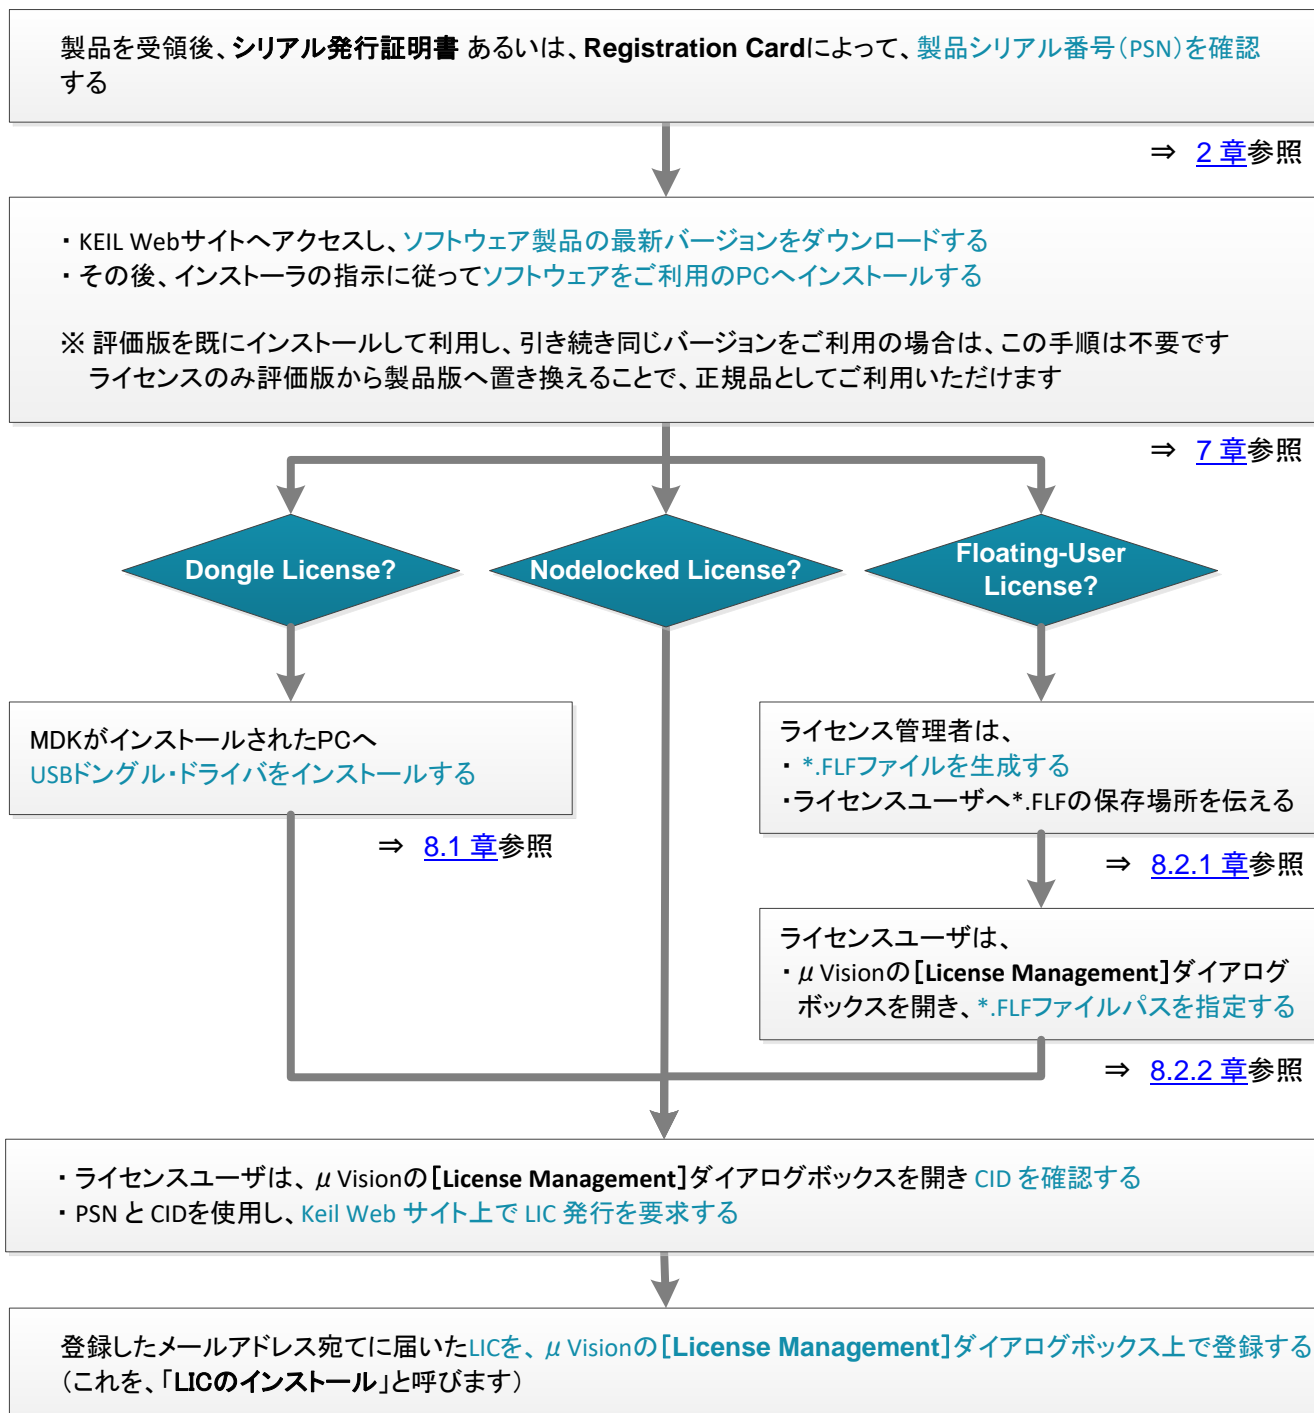 製品を受領後、シリアル発行証明書 あるいは、Registration Cardによって、製品シリアル番号(PSN)を確認
する
⇒ 2 章参照
・ KEIL Webサイトへアクセスし、ソフトウェア製品の最新バージョンをダウンロードする
・ その後、インストーラの指示に従ってソフトウェアをご利用のPCへインストールする
※ 評価版を既にインストールして利用し、引き続き同じバージョンをご利用の場合は、この手順は不要です
ライセンスのみ評価版から製品版へ置き換えることで、正規品としてご利用いただけます
⇒ 7 章参照
Dongle License?
Nodelocked License?
Floating-User
License?
MDKがインストールされたPCへ
USBドングル・ドライバをインストールする
⇒ 8.1 章参照
ライセンス管理者は、
・ *.FLFファイルを生成する
・ライセンスユーザへ*.FLFの保存場所を伝える
⇒ 8.2.1 章参照
ライセンスユーザは、
・μVisionの[License Management]ダイアログ
ボックスを開き、*.FLFファイルパスを指定する
⇒ 8.2.2 章参照
・ ライセンスユーザは、μVisionの[License Management]ダイアログボックスを開き CID を確認する
・ PSN と CIDを使用し、Keil Web サイト上で LIC 発行を要求する
登録したメールアドレス宛てに届いたLICを、μVisionの[License Management]ダイアログボックス上で登録する
(これを、「LICのインストール」と呼びます)